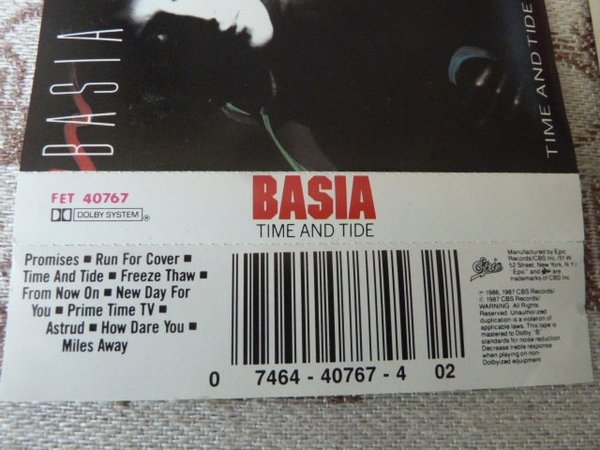 BASIA
TIME AND TIDE
FET 40767
DOLBY SYSTEM
BASIA
TIME AND TIDE
Promises ■ Run For Cover ■
Time And Tide ■ Freeze Thaw ■
From Now On ■ New Day For
You ■ Prime Time TV ■
Astrud ■ How Dare You ■
Miles Away
0 7464 - 40767 - 4 02
Epic
Manufactured by Epic
Records/CBS Inc./51 W.
52 Street, New York, N.Y./
"Epic" and are
trademarks of CBS Inc.
℗ 1986, 1987 CBS Records/
© 1987 CBS Records/
WARNING: All Rights
Reserved. Unauthorized
duplication is a violation of
applicable laws. This tape is
mastered to Dolby "B"
standards for noise reduction.
Decrease treble response
when playing on non-
Dolby-ized equipment